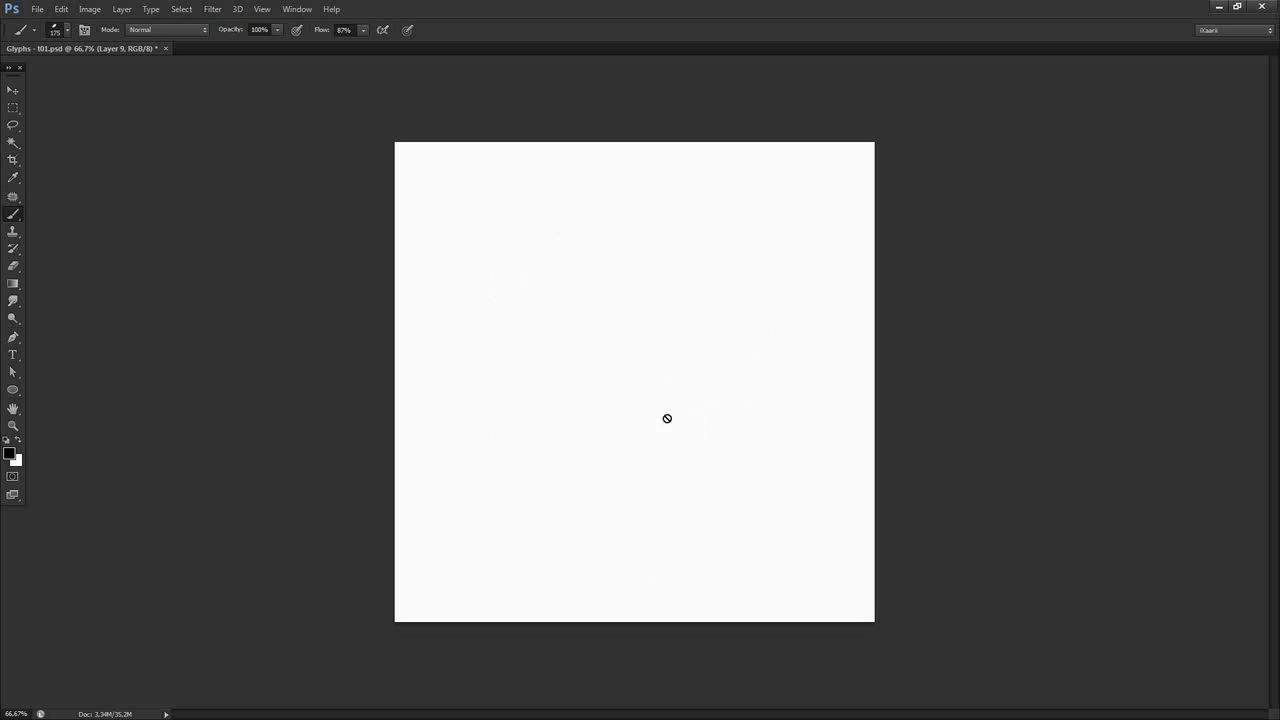 Ps File Edit Image Layer Type Select Filter 3D View Window Help
175 Mode: Normal Opacity: 100% Flow: 87%
Glyphs - t01.psd @ 66,7% (Layer 9, RGB/8) *
T
66,67% Doc: 3,34M/35,2M